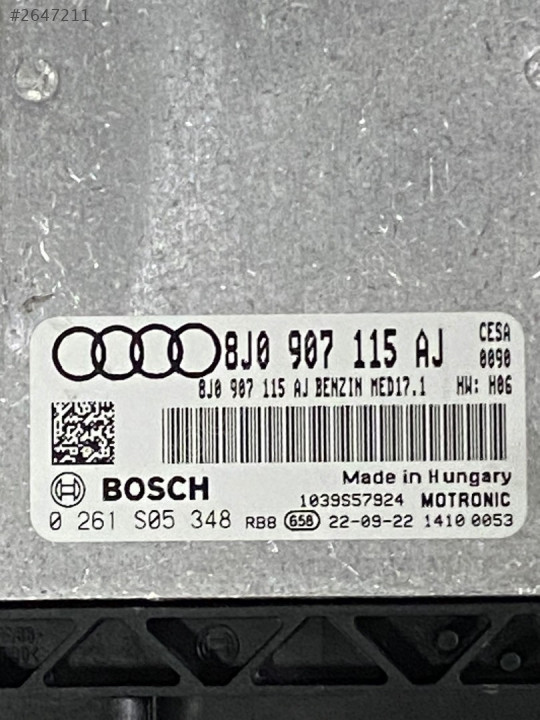 #2647211
8J0 907 115 AJ CESA
0090
8J0 907 115 AJ BENZIN MED17.1 HW: H06
Made in Hungary
BOSCH 1039S57924 MOTRONIC
0 261 S05 348 RB8 658 22-09-22 1410 0053